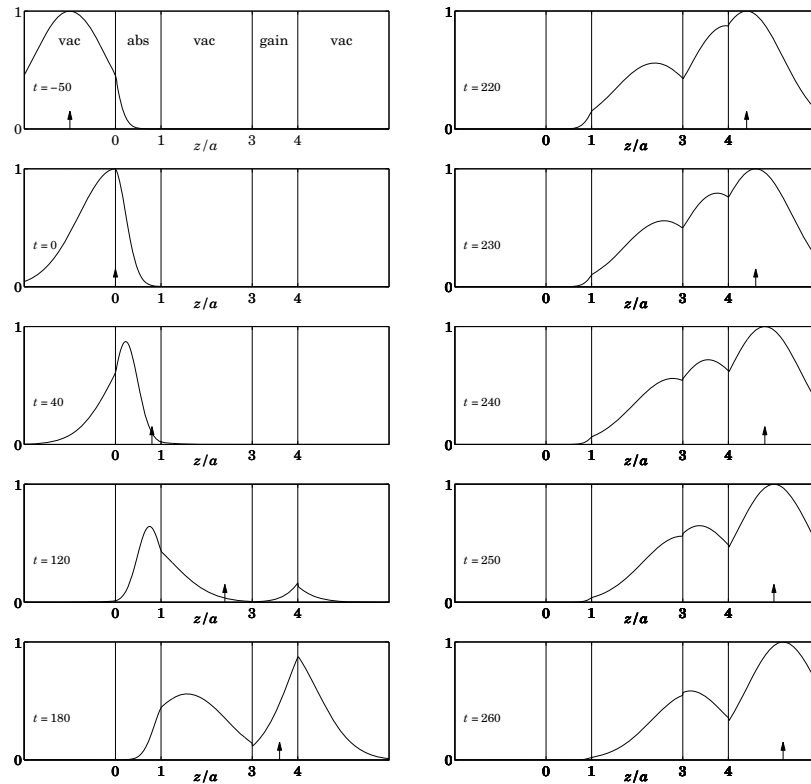 1
vac
abs
vac
gain
vac
t = −50
0
0
1
z/a
3
4
1
t = 0
0
0
1
z/a
3
4
1
t = 40
0
0
1
z/a
3
4
1
t = 120
0
0
1
z/a
3
4
1
t = 180
0
0
1
z/a
3
4
1
t = 220
0
0
1
z/a
3
4
1
t = 230
0
0
1
z/a
3
4
1
t = 240
0
0
1
z/a
3
4
1
t = 250
0
0
1
z/a
3
4
1
t = 260
0
0
1
z/a
3
4